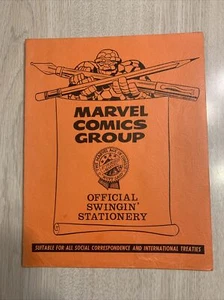 MARVEL
COMICS
GROUP
OFFICIAL
SWINGIN'
STATIONERY
SUITABLE FOR ALL SOCIAL CORRESPONDENCE AND INTERNATIONAL TREATIES